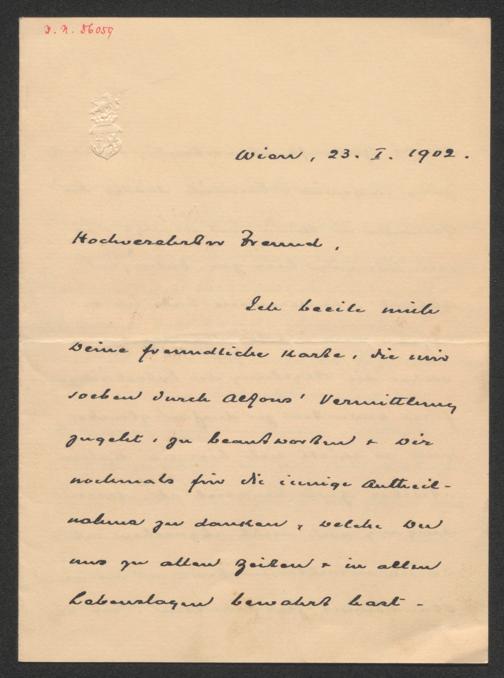 J. N. 56059
Wien, 23. I. 1902.
Hochverehrter Freund,
Ich beeile mich
Deine freundliche Karte, die mir
soeben durch Alfons' Vermittlung
zugeht, zu beantworten + Dir
nochmals für die innige Antheil-
nahme zu danken, welche Du
uns zu allen Zeiten + in allen
Lebenslagen bewahrt hast -